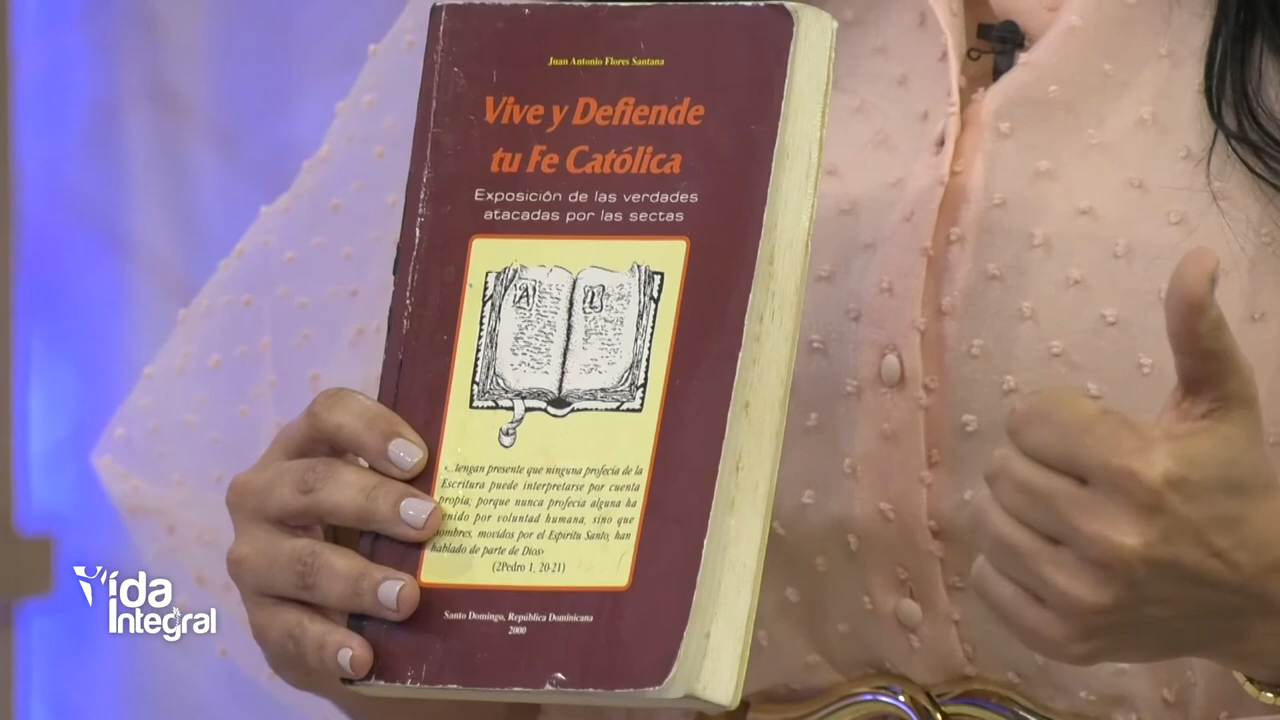 Juan Antonio Flores Santana
Vive y Defiende
tu Fe Católica
Exposición de las verdades
atacadas por las sectas
A
«...tengan presente que ninguna profecía de la
Escritura puede interpretarse por cuenta
propia; porque nunca profecía alguna ha
enido por voluntad humana, sino que
ombres, movidos por el Espíritu Santo, han
hablado de parte de Dios»
(2Pedro 1, 20-21)
Santo Domingo, República Dominicana
2000
Vida
Integral